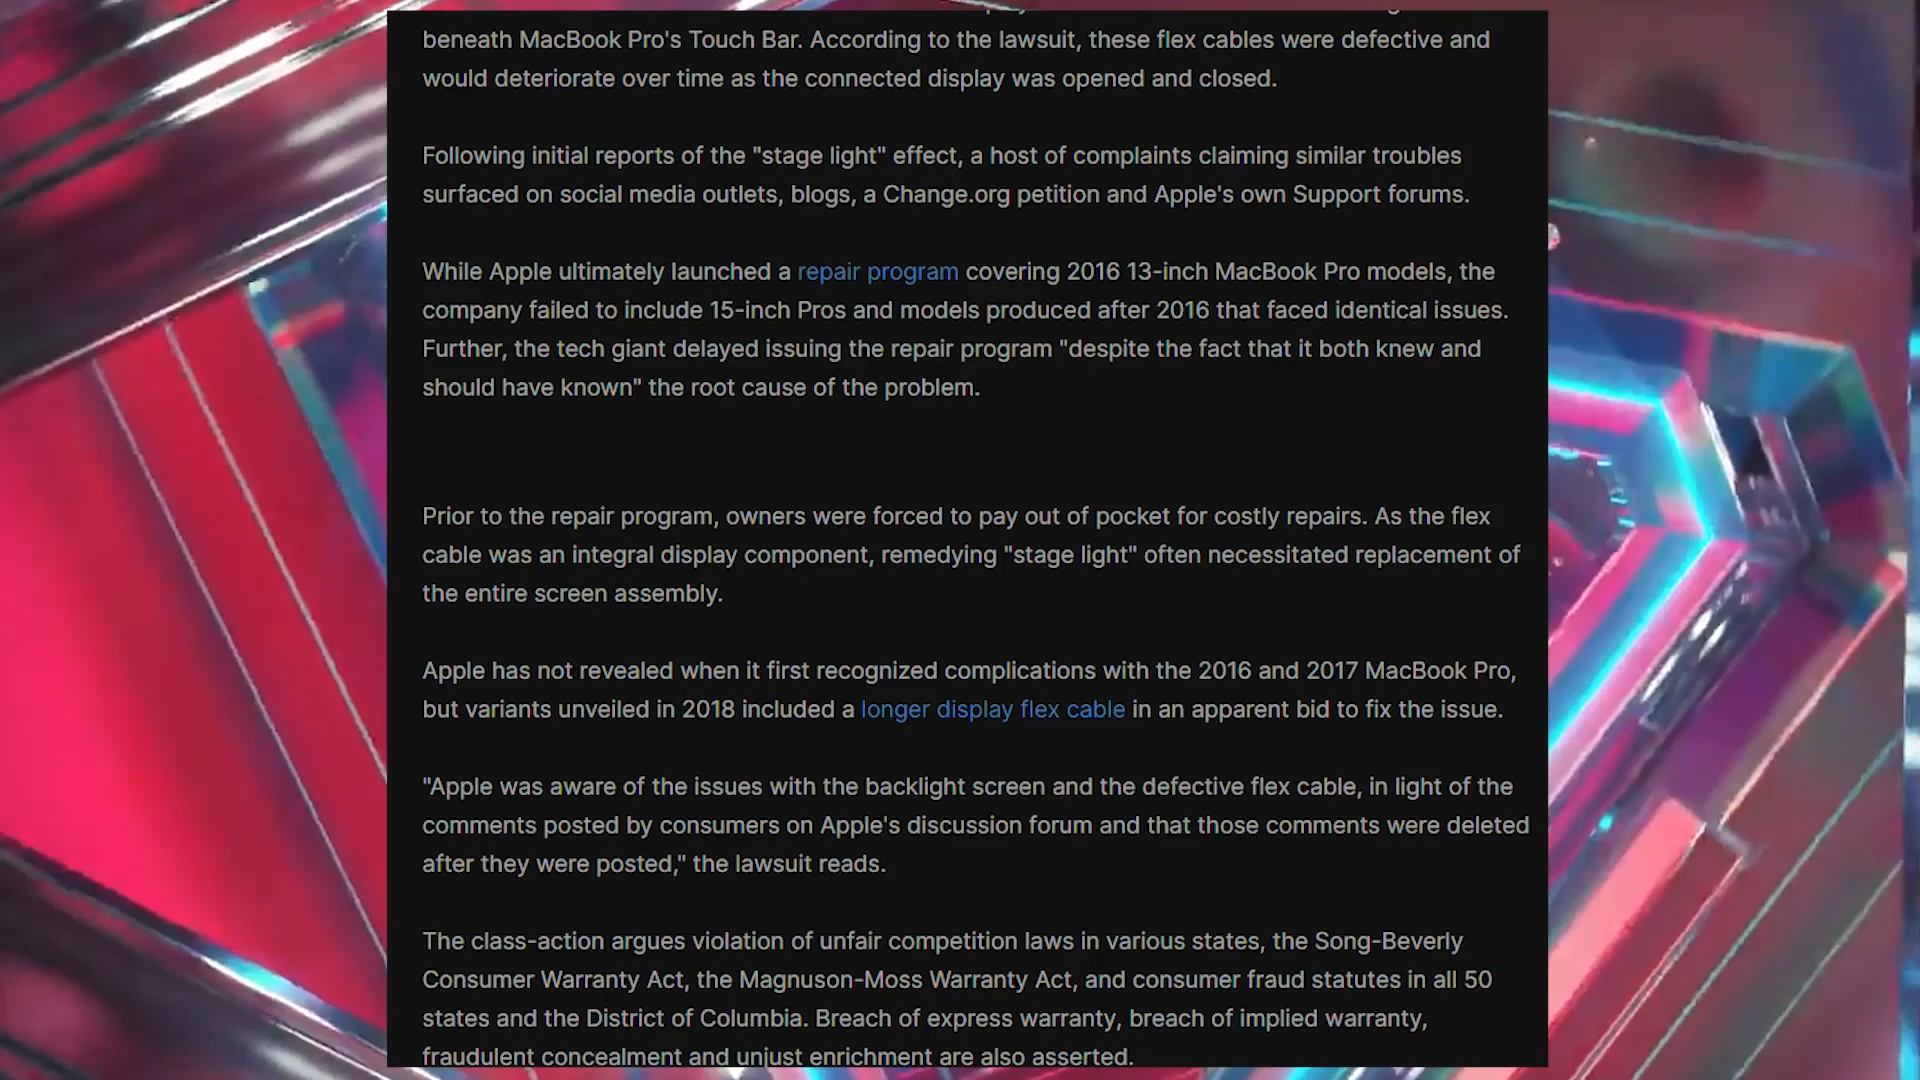 beneath MacBook Pro's Touch Bar. According to the lawsuit, these flex cables were defective and
would deteriorate over time as the connected display was opened and closed.
Following initial reports of the "stage light" effect, a host of complaints claiming similar troubles
surfaced on social media outlets, blogs, a Change.org petition and Apple's own Support forums.
While Apple ultimately launched a repair program covering 2016 13-inch MacBook Pro models, the
company failed to include 15-inch Pros and models produced after 2016 that faced identical issues.
Further, the tech giant delayed issuing the repair program "despite the fact that it both knew and
should have known" the root cause of the problem.
Prior to the repair program, owners were forced to pay out of pocket for costly repairs. As the flex
cable was an integral display component, remedying "stage light" often necessitated replacement of
the entire screen assembly.
Apple has not revealed when it first recognized complications with the 2016 and 2017 MacBook Pro,
but variants unveiled in 2018 included a longer display flex cable in an apparent bid to fix the issue.
"Apple was aware of the issues with the backlight screen and the defective flex cable, in light of the
comments posted by consumers on Apple's discussion forum and that those comments were deleted
after they were posted," the lawsuit reads.
The class-action argues violation of unfair competition laws in various states, the Song-Beverly
Consumer Warranty Act, the Magnuson-Moss Warranty Act, and consumer fraud statutes in all 50
states and the District of Columbia. Breach of express warranty, breach of implied warranty,
fraudulent concealment and unjust enrichment are also asserted.